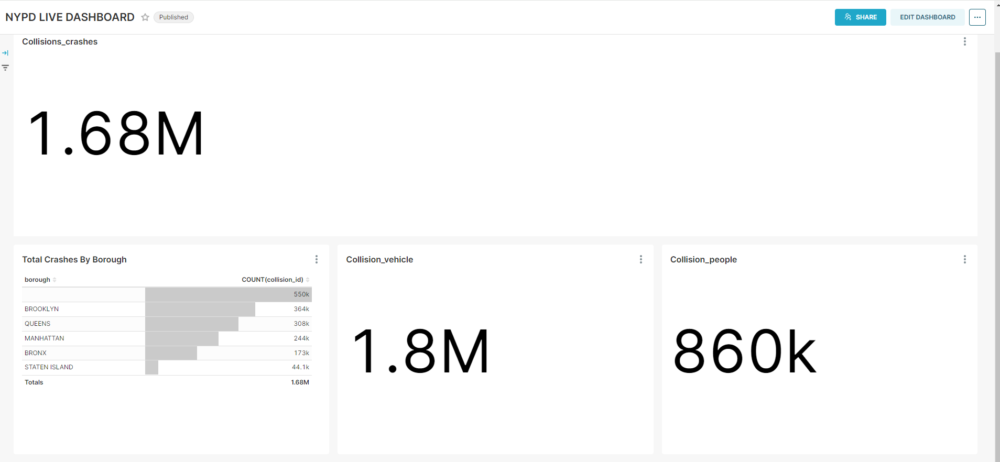 NYPD LIVE DASHBOARD Published SHARE EDIT DASHBOARD ...
Collisions_crashes
1.68M
Total Crashes By Borough
borough COUNT(collision_id)
550k
BROOKLYN 364k
QUEENS 308k
MANHATTAN 244k
BRONX 173k
STATEN ISLAND 44.1k
Totals 1.68M
Collision_vehicle
1.8M
Collision_people
860k